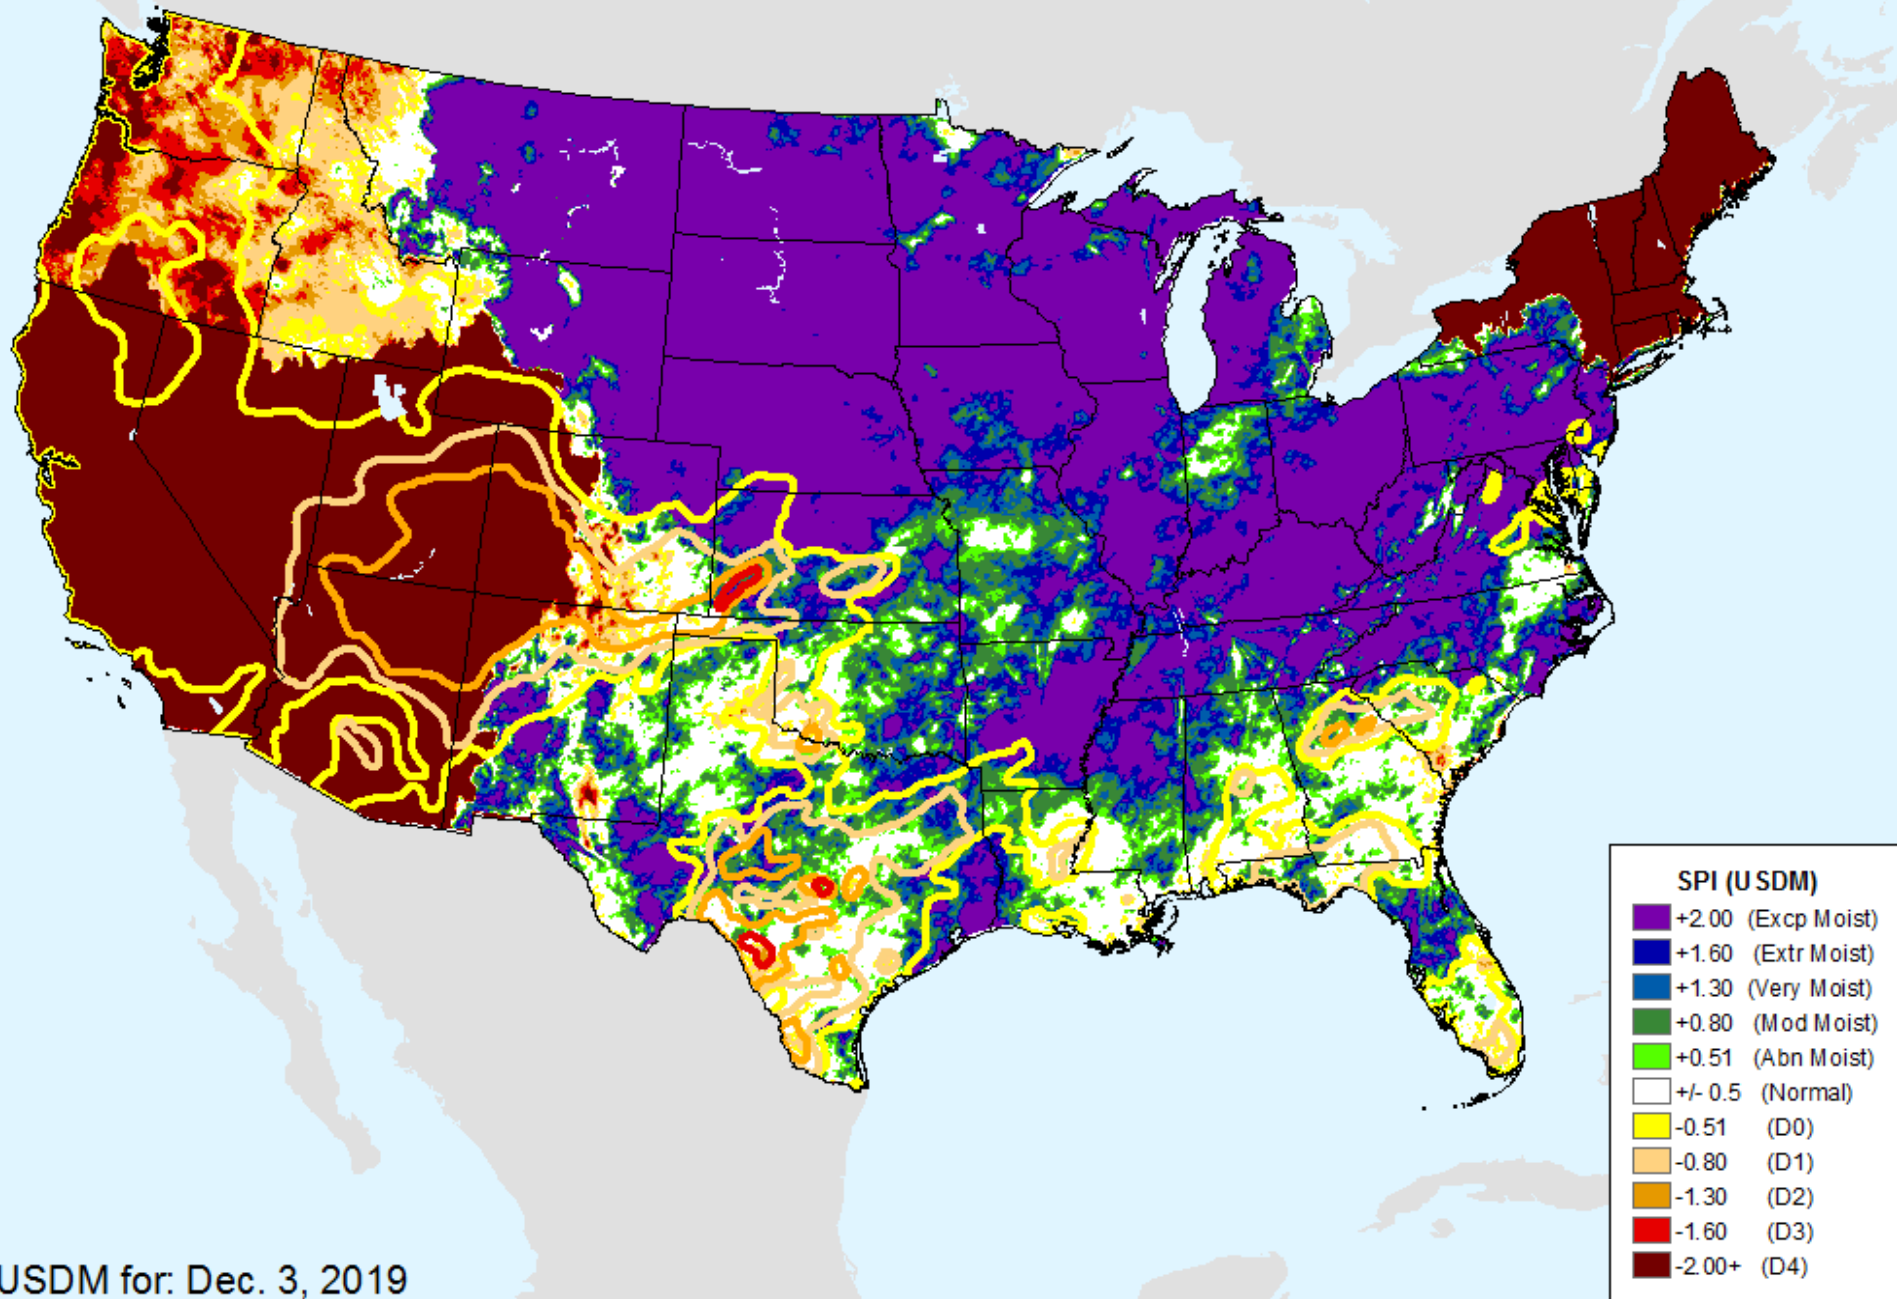 SPI (USDM)
+2.00 (Excp Moist)
+1.60 (Extr Moist)
+1.30 (Very Moist)
+0.80 (Mod Moist)
+0.51 (Abn Moist)
+/- 0.5 (Normal)
-0.51 (D0)
-0.80 (D1)
-1.30 (D2)
-1.60 (D3)
-2.00+ (D4)
USDM for: Dec. 3, 2019